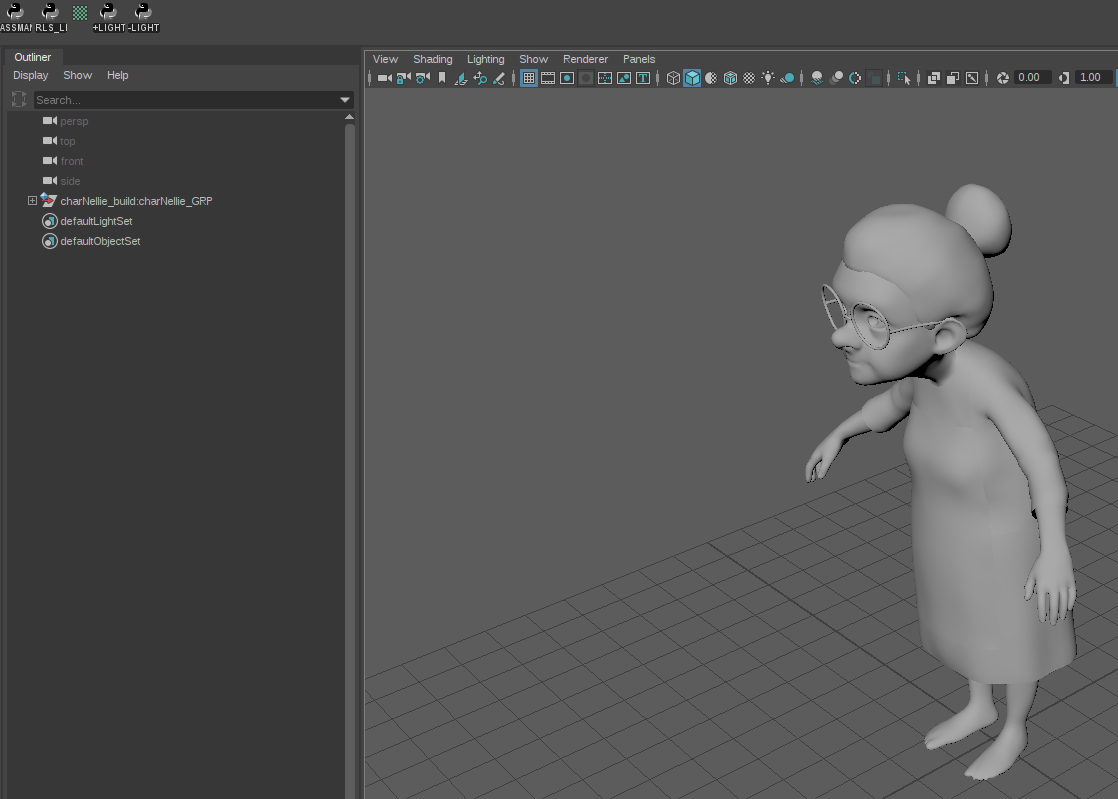 ASSMAN RLS_LI +LIGHT -LIGHT
Outliner
Display Show Help
Search...
persp
top
front
side
charNellie_build:charNellie_GRP
defaultLightSet
defaultObjectSet
View Shading Lighting Show Renderer Panels
0.00 1.00